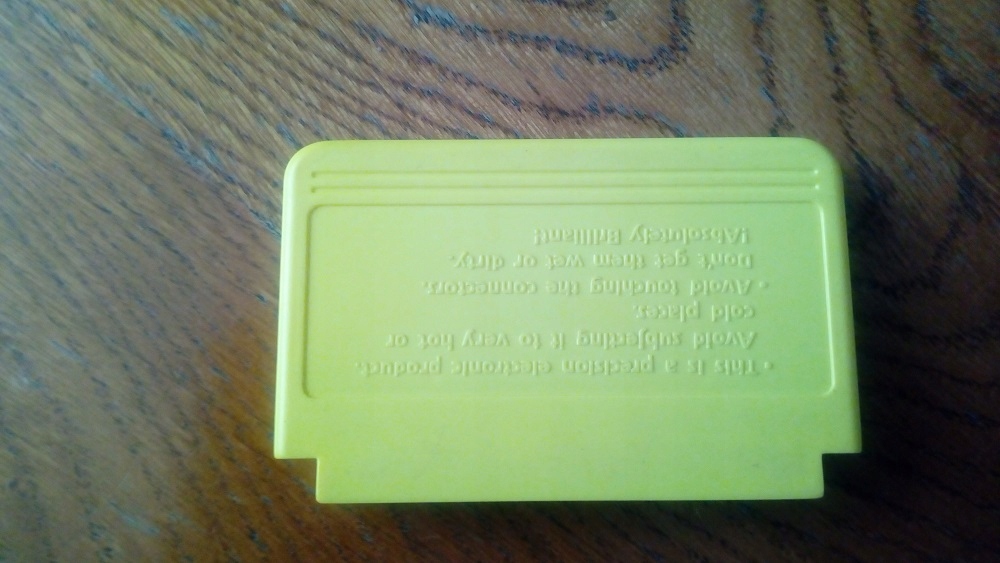 • This is a precision electronic product.
Avoid subjecting it to very hot or
cold places.
• Avoid touching the connectors.
Don't get them wet or dirty.
!Absolutely Brilliant!